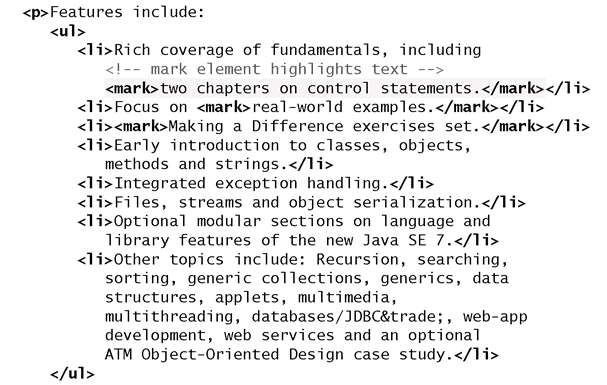 <p>Features include:
<ul>
<li>Rich coverage of fundamentals, including
<!-- mark element highlights text -->
<mark>two chapters on control statements.</mark></li>
<li>Focus on <mark>real-world examples.</mark></li>
<li><mark>Making a Difference exercises set.</mark></li>
<li>Early introduction to classes, objects,
methods and strings.</li>
<li>Integrated exception handling.</li>
<li>Files, streams and object serialization.</li>
<li>Optional modular sections on language and
library features of the new Java SE 7.</li>
<li>Other topics include: Recursion, searching,
sorting, generic collections, generics, data
structures, applets, multimedia,
multithreading, databases/JDBC&trade;, web-app
development, web services and an optional
ATM Object-Oriented Design case study.</li>
</ul>